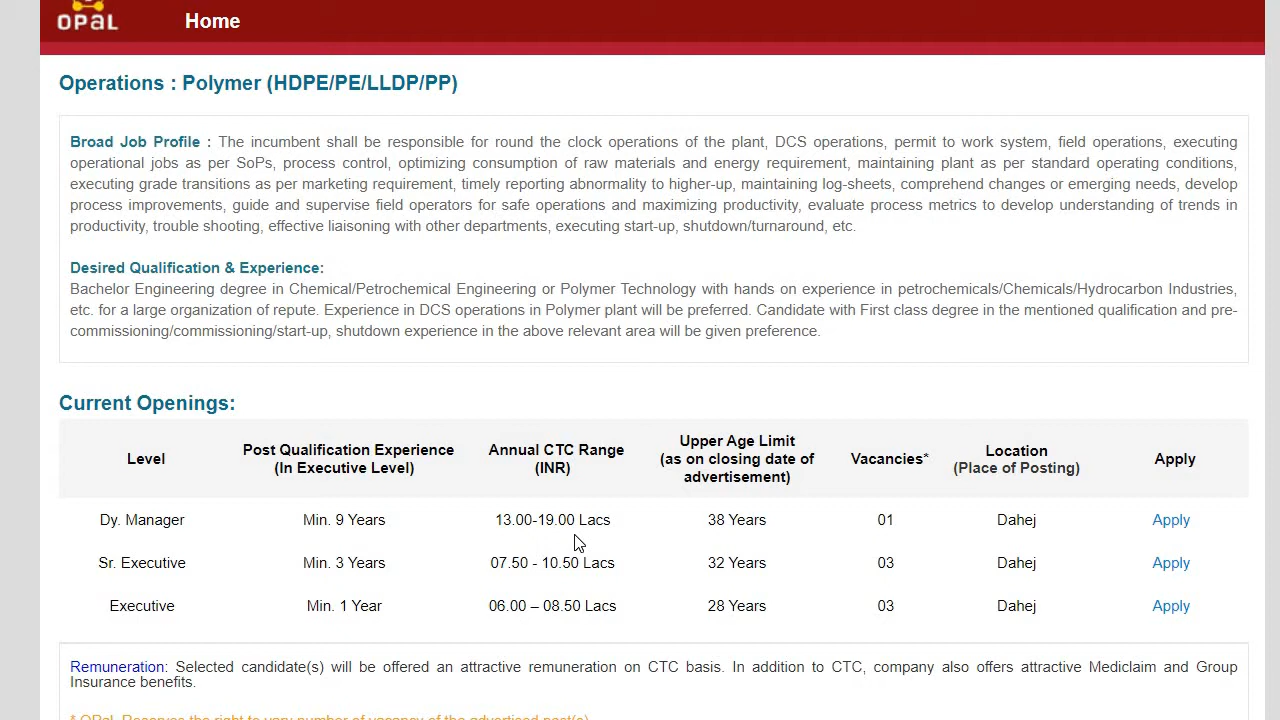 OPaL
Home
Operations : Polymer (HDPE/PE/LLDP/PP)
Broad Job Profile : The incumbent shall be responsible for round the clock operations of the plant, DCS operations, permit to work system, field operations, executing
operational jobs as per SoPs, process control, optimizing consumption of raw materials and energy requirement, maintaining plant as per standard operating conditions,
executing grade transitions as per marketing requirement, timely reporting abnormality to higher-up, maintaining log-sheets, comprehend changes or emerging needs, develop
process improvements, guide and supervise field operators for safe operations and maximizing productivity, evaluate process metrics to develop understanding of trends in
productivity, trouble shooting, effective liaisoning with other departments, executing start-up, shutdown/turnaround, etc.
Desired Qualification & Experience:
Bachelor Engineering degree in Chemical/Petrochemical Engineering or Polymer Technology with hands on experience in petrochemicals/Chemicals/Hydrocarbon Industries,
etc. for a large organization of repute. Experience in DCS operations in Polymer plant will be preferred. Candidate with First class degree in the mentioned qualification and pre-
commissioning/commissioning/start-up, shutdown experience in the above relevant area will be given preference.
Current Openings:
Level Post Qualification Experience (In Executive Level) Annual CTC Range (INR) Upper Age Limit (as on closing date of advertisement) Vacancies* Location (Place of Posting) Apply
Dy. Manager Min. 9 Years 13.00-19.00 Lacs 38 Years 01 Dahej Apply
Sr. Executive Min. 3 Years 07.50 - 10.50 Lacs 32 Years 03 Dahej Apply
Executive Min. 1 Year 06.00 – 08.50 Lacs 28 Years 03 Dahej Apply
Remuneration: Selected candidate(s) will be offered an attractive remuneration on CTC basis. In addition to CTC, company also offers attractive Mediclaim and Group
Insurance benefits.
* OPaL Reserves the right to vary number of vacancy of the advertised post(s)